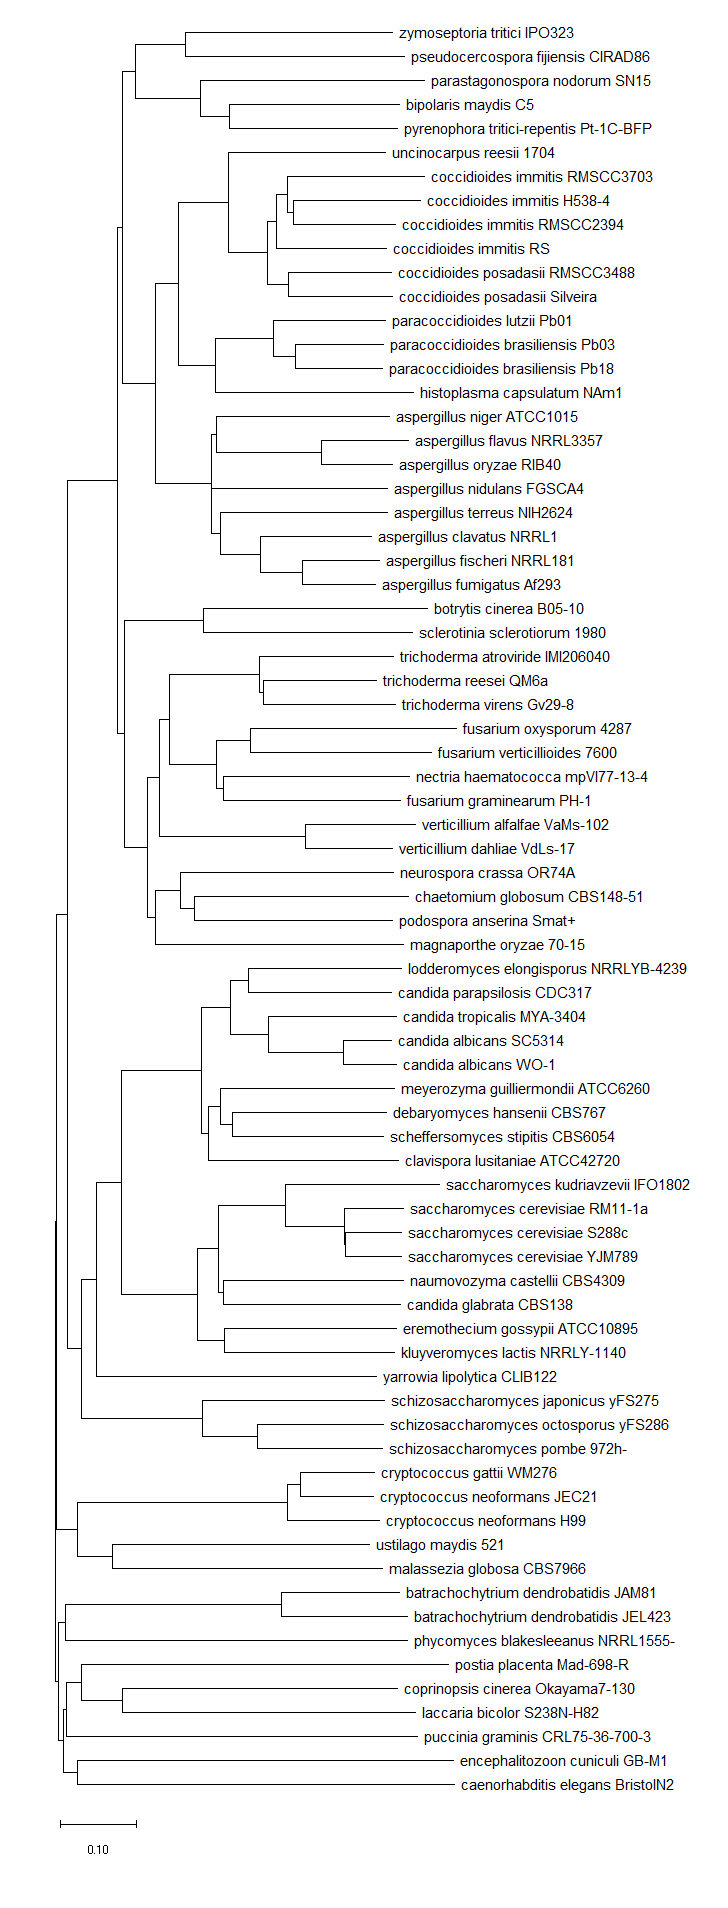 zymoseptoria tritici IPO323
pseudocercospora fijiensis CIRAD86
parastagonospora nodorum SN15
bipolaris maydis C5
pyrenophora tritici-repentis Pt-1C-BFP
uncinocarpus reesii 1704
coccidioides immitis RMSCC3703
coccidioides immitis H538-4
coccidioides immitis RMSCC2394
coccidioides immitis RS
coccidioides posadasii RMSCC3488
coccidioides posadasii Silveira
paracoccidioides lutzii Pb01
paracoccidioides brasiliensis Pb03
paracoccidioides brasiliensis Pb18
histoplasma capsulatum NAm1
aspergillus niger ATCC1015
aspergillus flavus NRRL3357
aspergillus oryzae RIB40
aspergillus nidulans FGSCA4
aspergillus terreus NIH2624
aspergillus clavatus NRRL1
aspergillus fischeri NRRL181
aspergillus fumigatus Af293
botrytis cinerea B05-10
sclerotinia sclerotiorum 1980
trichoderma atroviride IMI206040
trichoderma reesei QM6a
trichoderma virens Gv29-8
fusarium oxysporum 4287
fusarium verticillioides 7600
nectria haematococca mpVI77-13-4
fusarium graminearum PH-1
verticillium alfalfae VaMs-102
verticillium dahliae VdLs-17
neurospora crassa OR74A
chaetomium globosum CBS148-51
podospora anserina Smat+
magnaporthe oryzae 70-15
lodderomyces elongisporus NRRLYB-4239
candida parapsilosis CDC317
candida tropicalis MYA-3404
candida albicans SC5314
candida albicans WO-1
meyerozyma guilliermondii ATCC6260
debaryomyces hansenii CBS767
scheffersomyces stipitis CBS6054
clavispora lusitaniae ATCC42720
saccharomyces kudriavzevii IFO1802
saccharomyces cerevisiae RM11-1a
saccharomyces cerevisiae S288c
saccharomyces cerevisiae YJM789
naumovozyma castellii CBS4309
candida glabrata CBS138
eremothecium gossypii ATCC10895
kluyveromyces lactis NRRLY-1140
yarrowia lipolytica CLIB122
schizosaccharomyces japonicus yFS275
schizosaccharomyces octosporus yFS286
schizosaccharomyces pombe 972h-
cryptococcus gattii WM276
cryptococcus neoformans JEC21
cryptococcus neoformans H99
ustilago maydis 521
malassezia globosa CBS7966
batrachochytrium dendrobatidis JAM81
batrachochytrium dendrobatidis JEL423
phycomyces blakesleeanus NRRL1555-
postia placenta Mad-698-R
coprinopsis cinerea Okayama7-130
laccaria bicolor S238N-H82
puccinia graminis CRL75-36-700-3
encephalitozoon cuniculi GB-M1
caenorhabditis elegans BristolN2
0.10